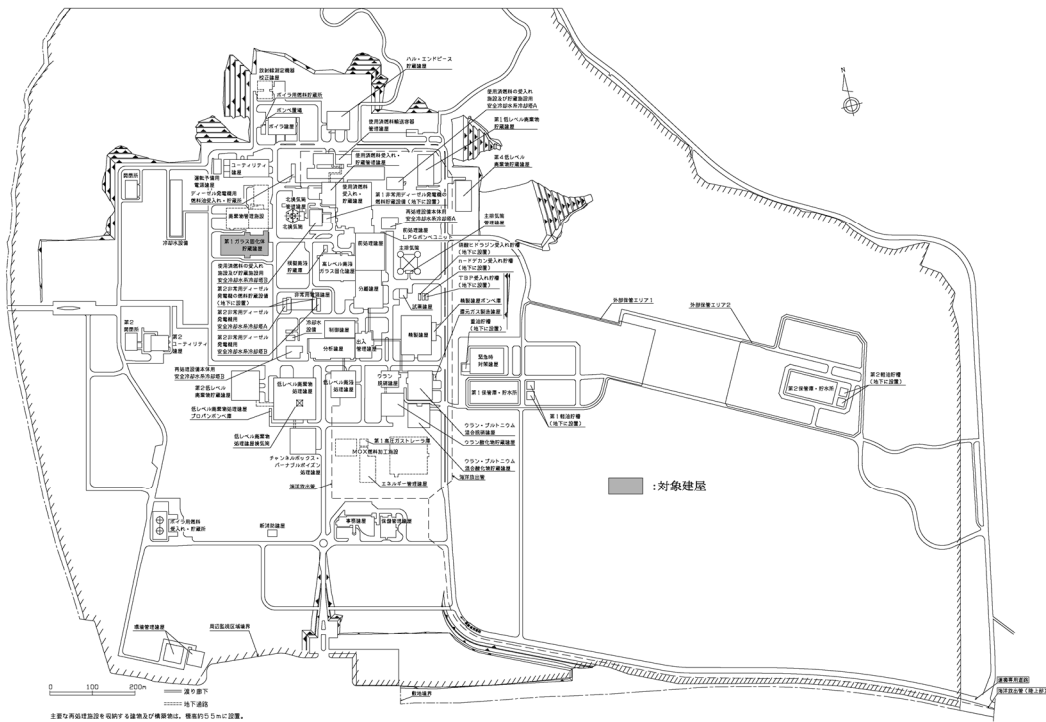 ハル・エンドピース
貯蔵建屋
放射線測定機器
校正建屋
ボイラ用燃料貯蔵所
ボンベ置場
ボイラ建屋
使用済燃料輸送容器
管理建屋
使用済燃料の受入れ
施設及び貯蔵施設用
安全冷却水系冷却塔A
第1低レベル廃棄物
貯蔵建屋
第4低レベル
廃棄物貯蔵建屋
N
開閉所
ユーティリティ
建屋
運転予備用
電源建屋
ディーゼル発電機用
燃料油受入れ・貯蔵所
使用済燃料受入れ・
貯蔵管理建屋
使用済燃料
受入れ・
貯蔵建屋
第1非常用ディーゼル発電機の
燃料貯蔵設備(地下に設置)
再処理設備本体用
安全冷却水系冷却塔A
北換気筒
管理建屋
北換気筒
廃棄物管理施設
冷却水設備
第1ガラス固化体
貯蔵建屋
前処理建屋
LPGボンベユニット
前処理建屋
主排気筒
管理建屋
主排気筒
硝酸ヒドラジン受入れ貯槽
(地下に設置)
n-ドデカン受入れ貯槽
(地下に設置)
TBP受入れ貯槽
(地下に設置)
使用済燃料の受入れ
施設及び貯蔵施設用
安全冷却水系冷却塔B
模擬廃液
貯蔵庫
高レベル廃液
ガラス固化建屋
分離建屋
試薬建屋
第2非常用ディーゼル
発電機の燃料貯蔵設備
(地下に設置)
非常用電源建屋
第2非常用ディーゼル
発電機用
安全冷却水系冷却塔A
第2非常用ディーゼル
発電機用
安全冷却水系冷却塔B
冷却水
設備
制御建屋
分析建屋
出入
管理建屋
精製建屋
精製建屋ボンベ庫
還元ガス製造建屋
重油貯槽
(地下に設置)
外部保管エリア1
外部保管エリア2
第2
開閉所
第2
ユーティリティ
建屋
緊急時
対策建屋
第1保管庫・貯水所
第2保管庫・貯水所
第2軽油貯槽
(地下に設置)
第1軽油貯槽
(地下に設置)
再処理設備本体用
安全冷却水系冷却塔B
第2低レベル
廃棄物貯蔵建屋
低レベル廃棄物
処理建屋
低レベル廃液
処理建屋
ウラン
脱硝建屋
低レベル廃棄物処理建屋
プロパンボンベ庫
低レベル廃棄物
処理建屋換気筒
チャンネルボックス・
バーナブルポイズン
処理建屋
ウラン・プルトニウム
混合脱硝建屋
ウラン酸化物貯蔵建屋
ウラン・プルトニウム
混合酸化物貯蔵建屋
第1高圧ガストレーラ庫
MOX燃料加工施設
エネルギー管理建屋
海洋放出管
海洋放出管
:対象建屋
ボイラ用燃料
受入れ・貯蔵所
新消防建屋
事務建屋
保健管理建屋
環境管理建屋
周辺監視区域境界
敷地境界
運搬専用道路
海洋放出管(陸上部)
0 100 200m
渡り廊下
地下通路
主要な再処理施設を収納する建物及び構築物は、標高約55mに設置。